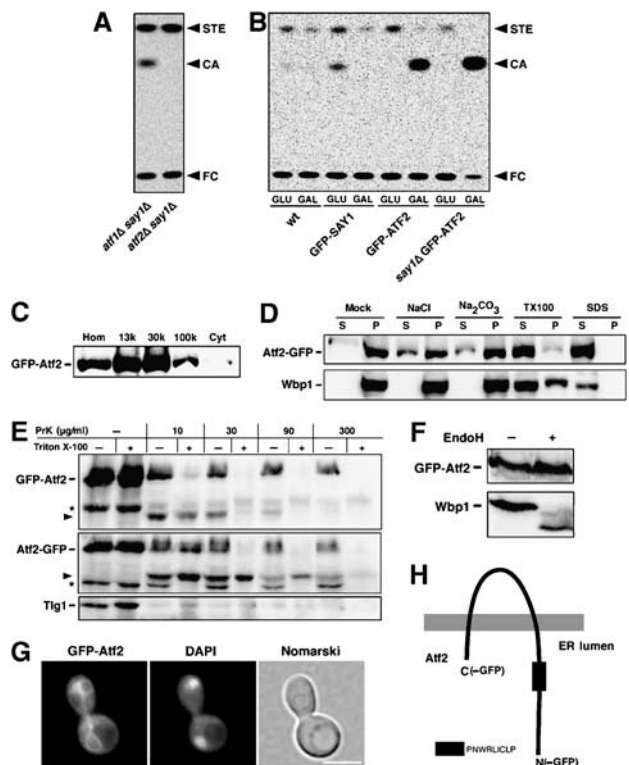 A
STE
CA
FC
atf1Δ say1Δ
atf2Δ say1Δ
B
STE
CA
FC
GLU GAL GLU GAL GLU GAL GLU GAL
wt
GFP-SAY1
GFP-ATF2
say1Δ GFP-ATF2
C
Hom 13k 30k 100k Cyt
GFP-Atf2
D
Mock NaCl Na2CO3 TX100 SDS
S P S P S P S P S P
Atf2-GFP
Wbp1
E
PrK (µg/ml) – 10 30 90 300
Triton X-100 – + – + – + – + – +
GFP-Atf2
*
Atf2-GFP
*
Tlg1
F
EndoH – +
GFP-Atf2
Wbp1
G
GFP-Atf2 DAPI Nomarski
H
Atf2
ER lumen
C(–GFP)
PNWRLICLP
N(–GFP)